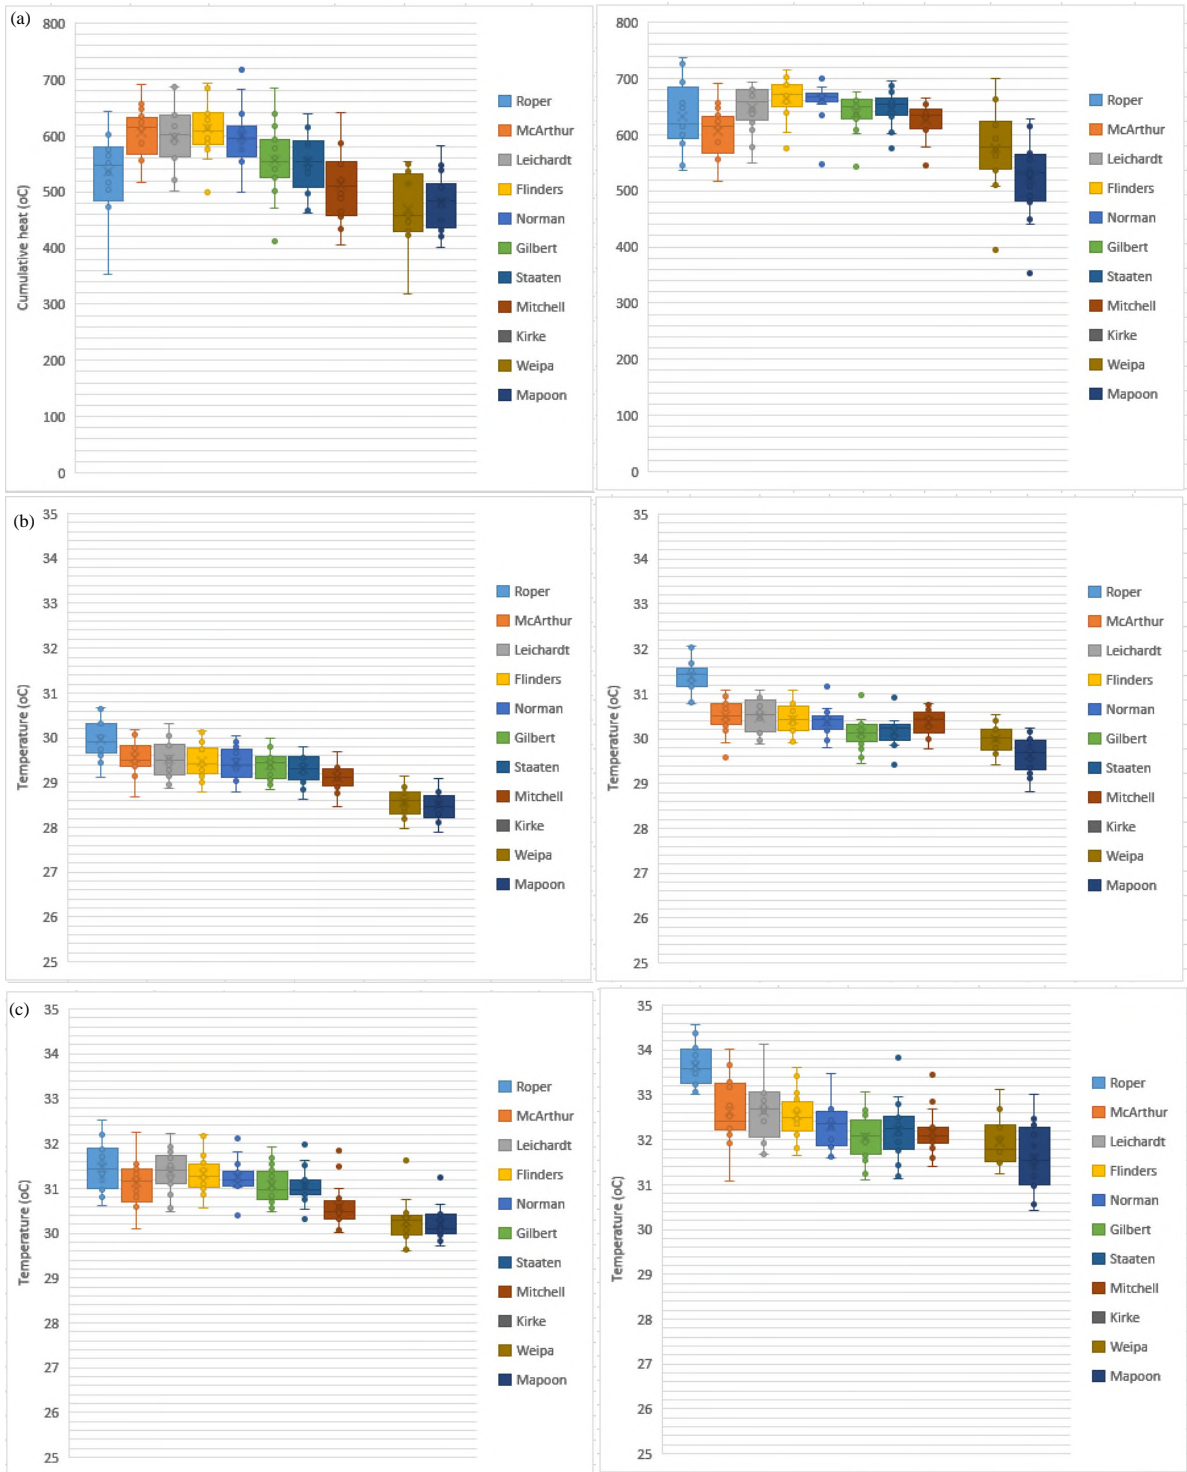 (a)
800
700
600
500
400
300
200
100
0
Cumulative heat (oC)
Roper
McArthur
Leichardt
Flinders
Norman
Gilbert
Staaten
Mitchell
Kirke
Weipa
Mapoon
800
700
600
500
400
300
200
100
0
Roper
McArthur
Leichardt
Flinders
Norman
Gilbert
Staaten
Mitchell
Kirke
Weipa
Mapoon
(b)
35
34
33
32
31
30
29
28
27
26
25
Temperature (oC)
Roper
McArthur
Leichardt
Flinders
Norman
Gilbert
Staaten
Mitchell
Kirke
Weipa
Mapoon
35
34
33
32
31
30
29
28
27
26
25
Temperature (oC)
Roper
McArthur
Leichardt
Flinders
Norman
Gilbert
Staaten
Mitchell
Kirke
Weipa
Mapoon
(c)
35
34
33
32
31
30
29
28
27
26
25
Temperature (oC)
Roper
McArthur
Leichardt
Flinders
Norman
Gilbert
Staaten
Mitchell
Kirke
Weipa
Mapoon
35
34
33
32
31
30
29
28
27
26
25
Temperature (oC)
Roper
McArthur
Leichardt
Flinders
Norman
Gilbert
Staaten
Mitchell
Kirke
Weipa
Mapoon